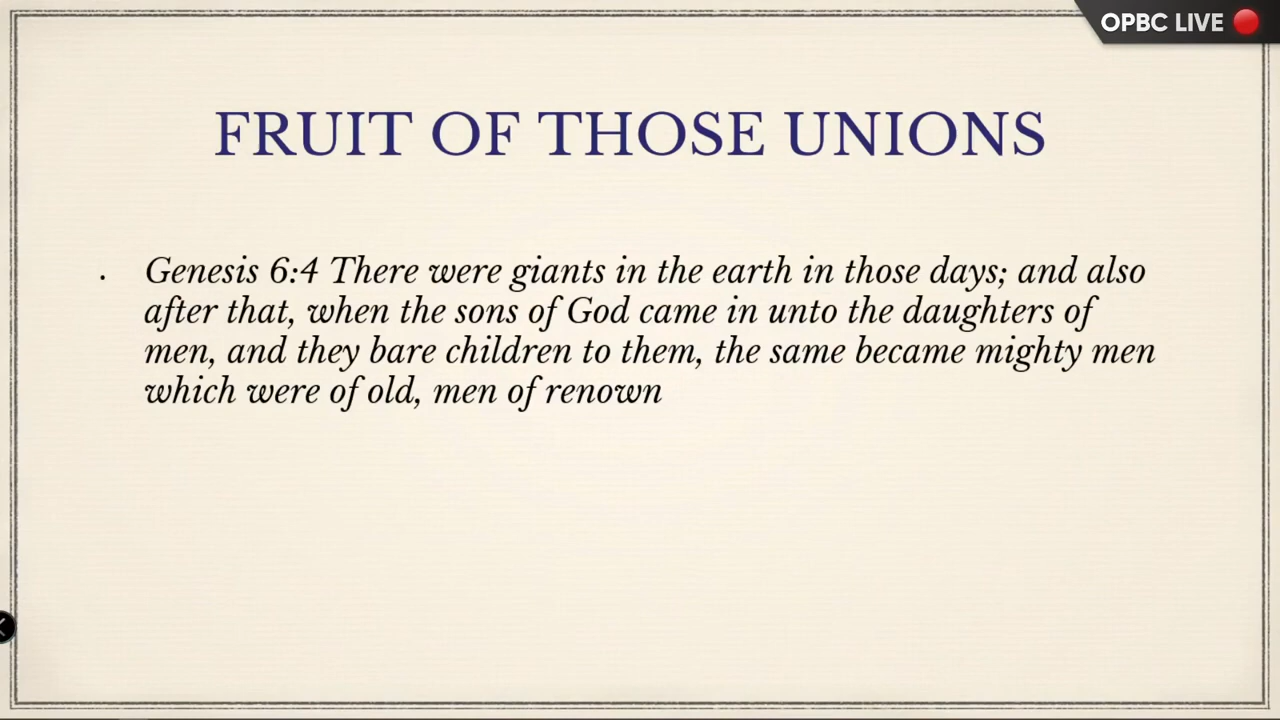 OPBC LIVE
FRUIT OF THOSE UNIONS
• Genesis 6:4 There were giants in the earth in those days; and also
after that, when the sons of God came in unto the daughters of
men, and they bare children to them, the same became mighty men
which were of old, men of renown